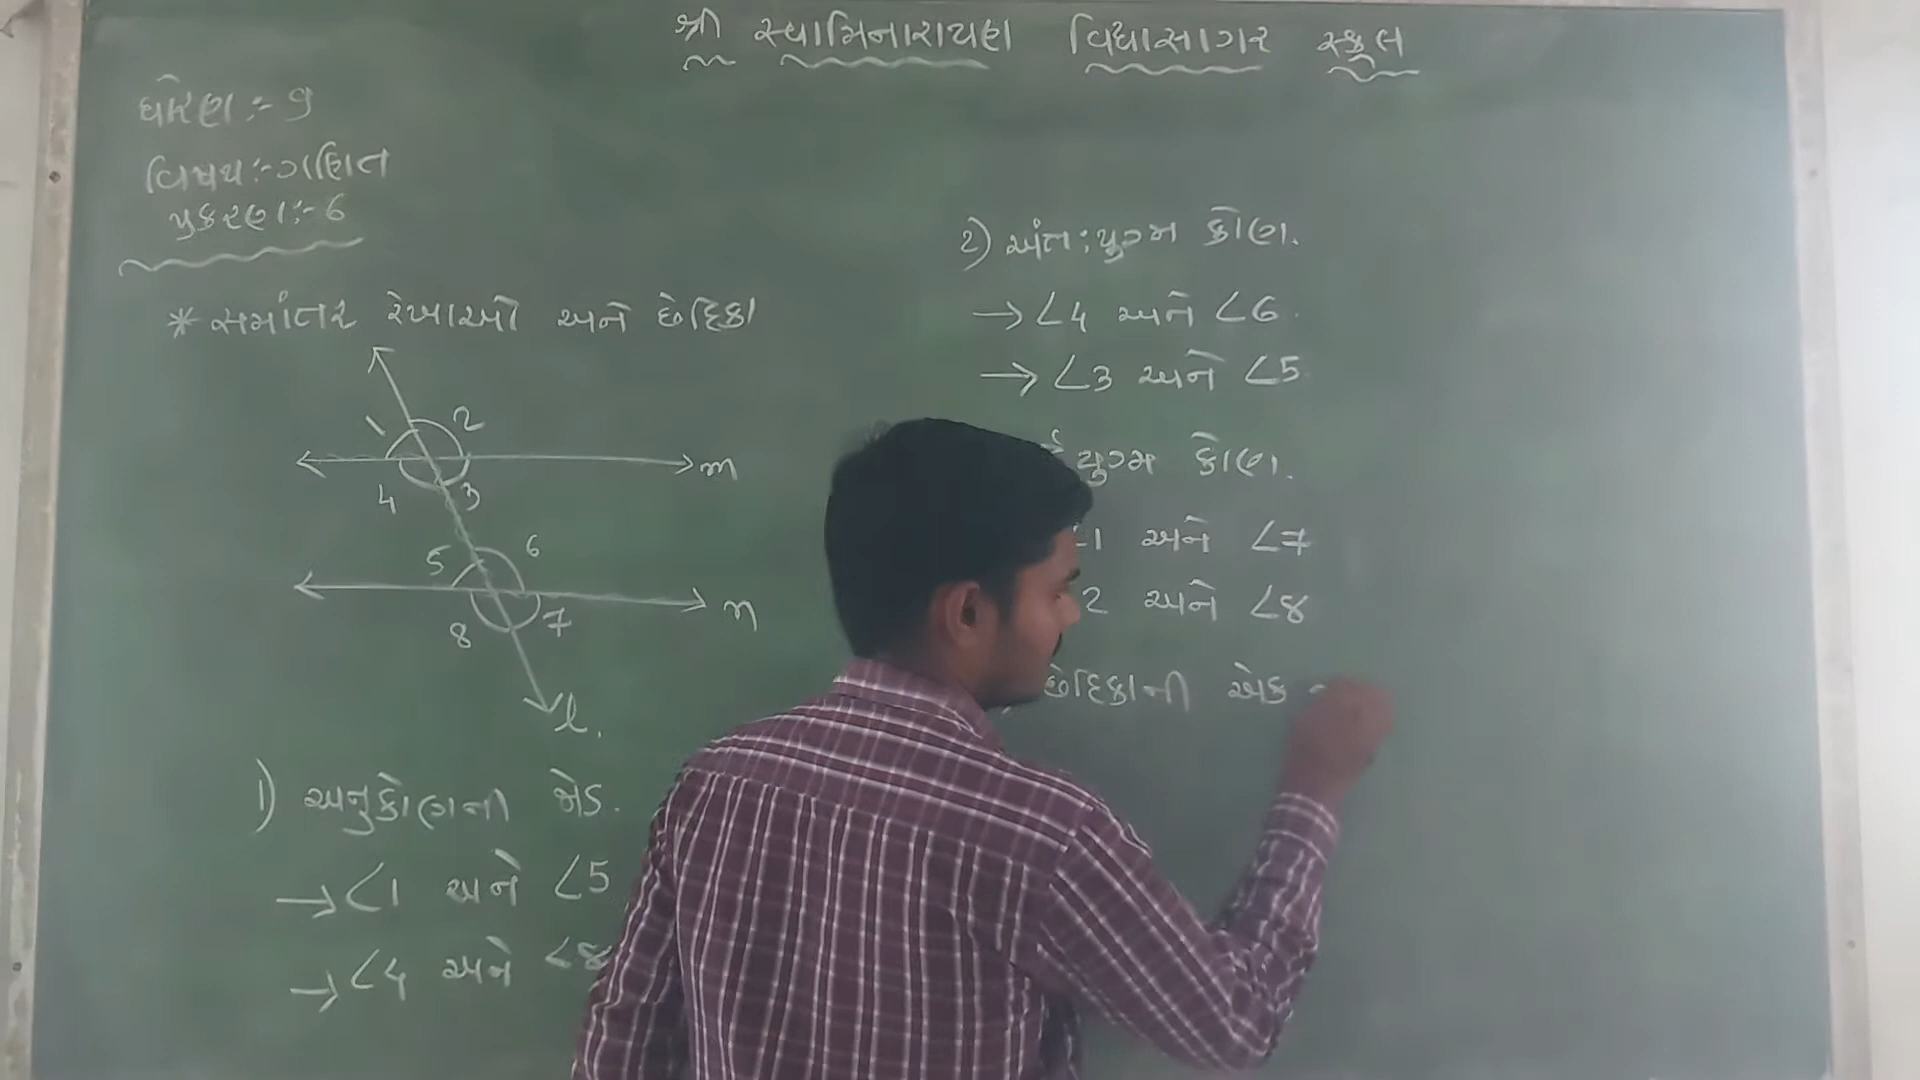 શ્રી સ્વામિનારાયણ વિદ્યાસાગર સ્કુલ
ધોરણ:- 9
વિષય:- ગણિત
પ્રકરણ:- 6
* સમાંતર રેખાઓ અને છેદિકા
1 2
m
4 3
5 6
n
8 7
l.
1) અનુકોણની જોડ.
→ ∠1 અને ∠5
→ ∠4 અને ∠8
2) અંત:યુગ્મ કોણ.
→ ∠4 અને ∠6.
→ ∠3 અને ∠5
યુગ્મ કોણ.
∠1 અને ∠7
2 અને ∠8
છેદિકાની એક